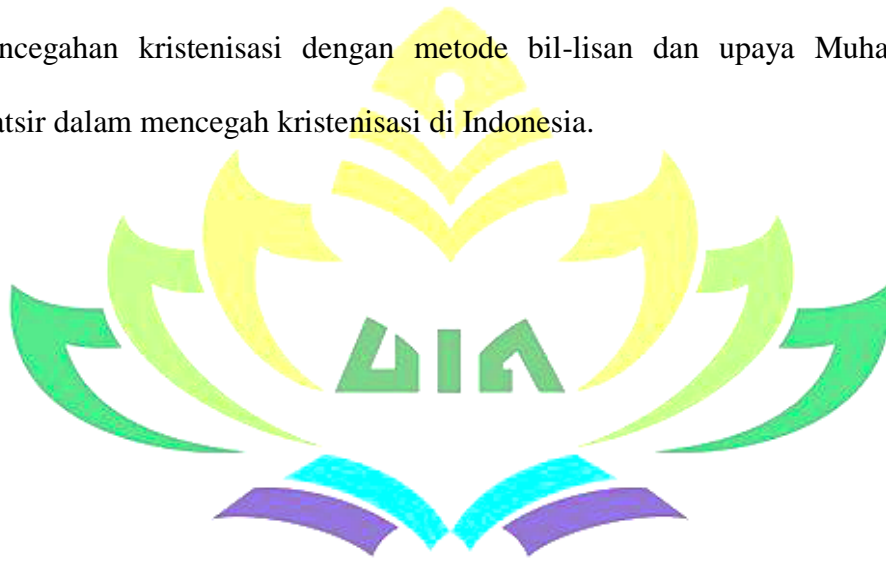 ncegahan kristenisasi dengan metode bil-lisan dan upaya Muha
atsir dalam mencegah kristenisasi di Indonesia.
UIN